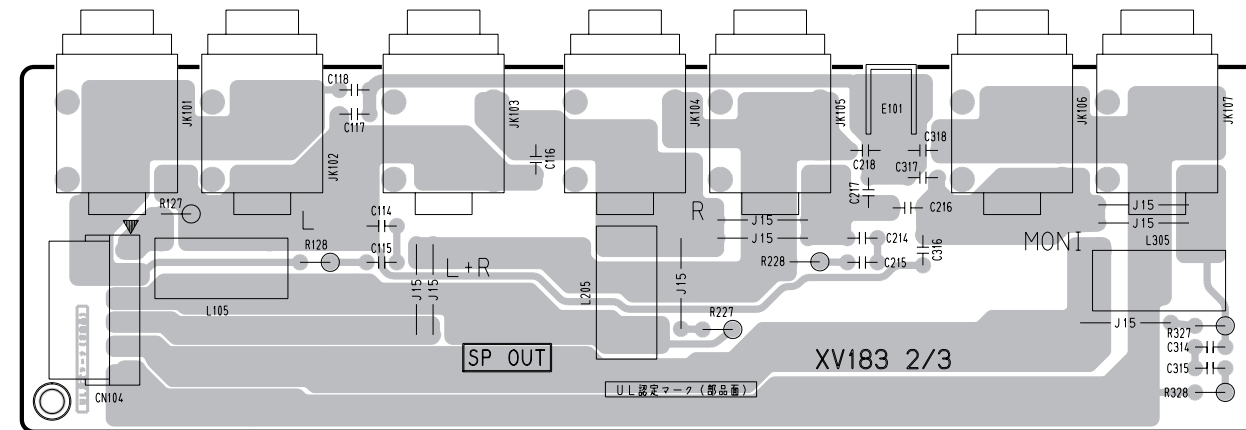 C118
JK101
C117
JK102
JK103
C116
JK104
JK105
E101
C318
C218
C317
JK106
JK107
R127
L
C114
C217
C216
R
J15
J15
J15
J15
R128
C115
L+R
R228
C214
C215
C316
MONI
L305
L105
J15
J15
L205
J15
R227
J15
R327
C314
C315
R328
SP OUT
XV183 2/3
UL認定マーク(部品面)
CN104